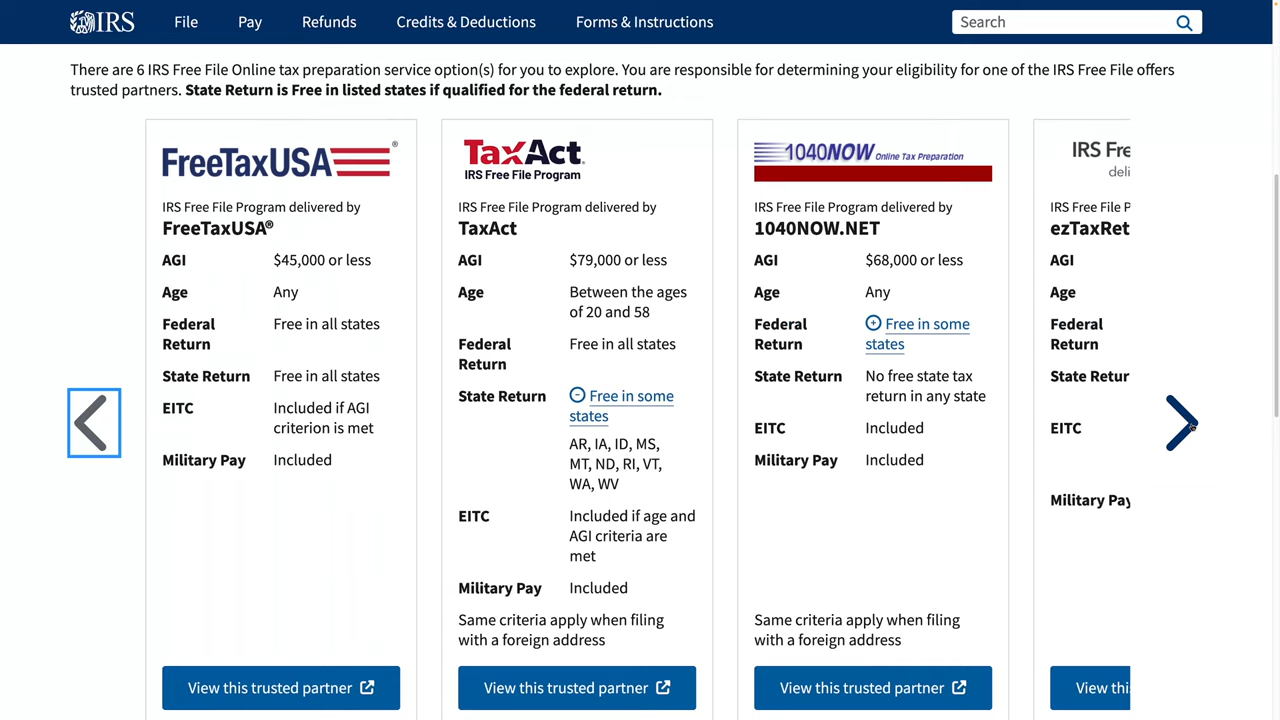 IRS File Pay Refunds Credits & Deductions Forms & Instructions Search
There are 6 IRS Free File Online tax preparation service option(s) for you to explore. You are responsible for determining your eligibility for one of the IRS Free File offers
trusted partners. State Return is Free in listed states if qualified for the federal return.
FreeTaxUSA®
IRS Free File Program delivered by
FreeTaxUSA®
AGI $45,000 or less
Age Any
Federal Free in all states
Return
State Return Free in all states
EITC Included if AGI
criterion is met
Military Pay Included
View this trusted partner
TaxAct.
IRS Free File Program
IRS Free File Program delivered by
TaxAct
AGI $79,000 or less
Age Between the ages
of 20 and 58
Federal Free in all states
Return
State Return Free in some
states
AR, IA, ID, MS,
MT, ND, RI, VT,
WA, WV
EITC Included if age and
AGI criteria are
met
Military Pay Included
Same criteria apply when filing
with a foreign address
View this trusted partner
1040NOW Online Tax Preparation
IRS Free File Program delivered by
1040NOW.NET
AGI $68,000 or less
Age Any
Federal Free in some
Return states
State Return No free state tax
return in any state
EITC Included
Military Pay Included
Same criteria apply when filing
with a foreign address
View this trusted partner
IRS Fre
deli
IRS Free File P
ezTaxRet
AGI
Age
Federal
Return
State Retur
EITC
Military Pay
View thi